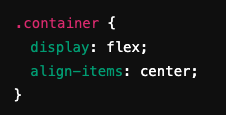 .container {
  display: flex;
  align-items: center;
}